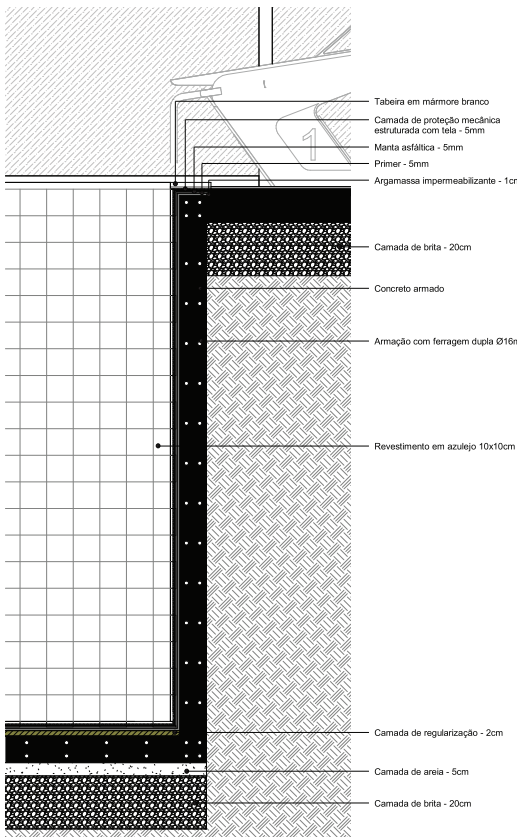 Tabeira em mármore branco
Camada de proteção mecânica
estruturada com tela - 5mm
Manta asfáltica - 5mm
1
Primer - 5mm
Argamassa impermeabilizante - 1cm
Camada de brita - 20cm
Concreto armado
Armação com ferragem dupla Ø16m
Revestimento em azulejo 10x10cm
Camada de regularização - 2cm
Camada de areia - 5cm
Camada de brita - 20cm